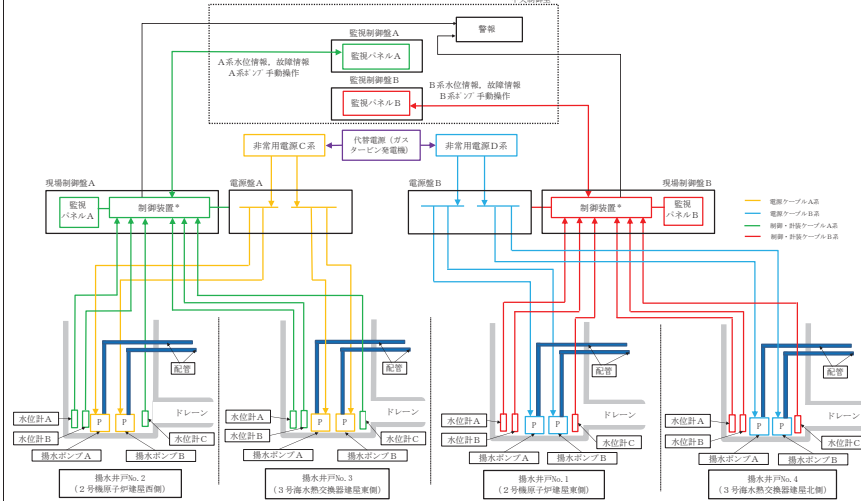 警報
監視制御盤A
監視パネルA
A系水位情報，故障情報
A系ポンプ手動操作
監視制御盤B
監視パネルB
B系水位情報，故障情報
B系ポンプ手動操作
非常用電源C系
代替電源（ガス
タービン発電機）
非常用電源D系
現場制御盤A
監視
パネルA
制御装置*
電源盤A
電源盤B
制御装置*
現場制御盤B
監視
パネルB
電源ケーブルA系
電源ケーブルB系
制御・計装ケーブルA系
制御・計装ケーブルB系
配管
水位計A
水位計B
P
P
ドレーン
水位計C
揚水ポンプA
揚水ポンプB
揚水井戸No.2
（2号機原子炉建屋西側）
配管
水位計A
水位計B
P
P
ドレーン
水位計C
揚水ポンプA
揚水ポンプB
揚水井戸No.3
（3号海水熱交換器建屋東側）
配管
水位計A
水位計B
P
P
ドレーン
水位計C
揚水ポンプA
揚水ポンプB
揚水井戸No.1
（2号機原子炉建屋東側）
配管
水位計A
水位計B
P
P
ドレーン
水位計C
揚水ポンプA
揚水ポンプB
揚水井戸No.4
（3号海水熱交換器建屋北側）